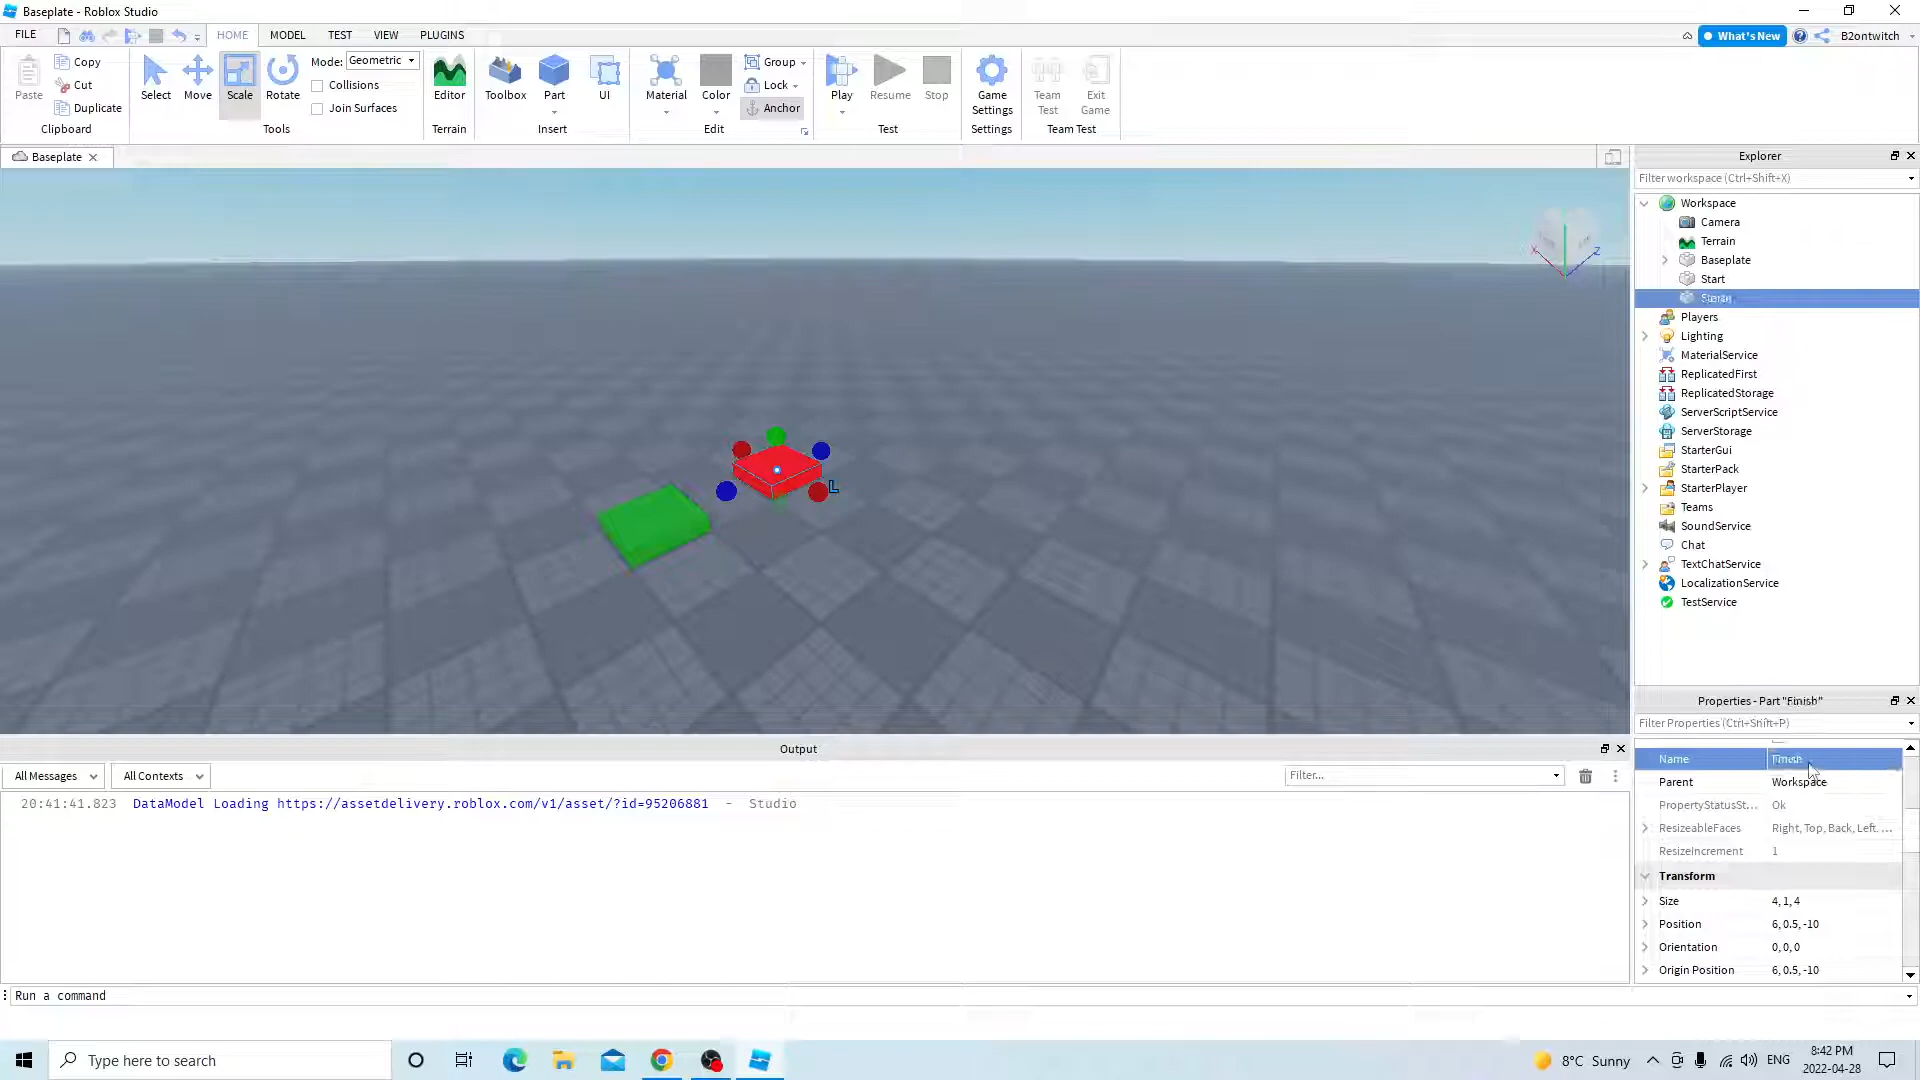 Baseplate - Roblox Studio
FILE HOME MODEL TEST VIEW PLUGINS What's New B2ontwitch
Paste Copy Cut Duplicate Clipboard
Select Move Scale Rotate Mode: Geometric Collisions Join Surfaces Tools
Editor Terrain
Toolbox Part UI Insert
Material Color Group Lock Anchor Edit
Play Resume Stop Test
Game Settings Settings
Team Test Exit Game Team Test
Baseplate
Explorer
Filter workspace (Ctrl+Shift+X)
Workspace
Camera
Terrain
Baseplate
Start
Players
Lighting
MaterialService
ReplicatedFirst
ReplicatedStorage
ServerScriptService
ServerStorage
StarterGui
StarterPack
StarterPlayer
Teams
SoundService
Chat
TextChatService
LocalizationService
TestService
X Z
L
Properties - Part "Finish"
Filter Properties (Ctrl+Shift+P)
Name Finish
Parent Workspace
PropertyStatusSt... Ok
ResizeableFaces Right, Top, Back, Left, ...
ResizeIncrement 1
Transform
Size 4, 1, 4
Position 6, 0.5, -10
Orientation 0, 0, 0
Origin Position 6, 0.5, -10
Output
All Messages All Contexts Filter...
20:41:41.823 DataModel Loading https://assetdelivery.roblox.com/v1/asset/?id=95206881 - Studio
Run a command
Type here to search
8°C Sunny ENG 8:42 PM
2022-04-28